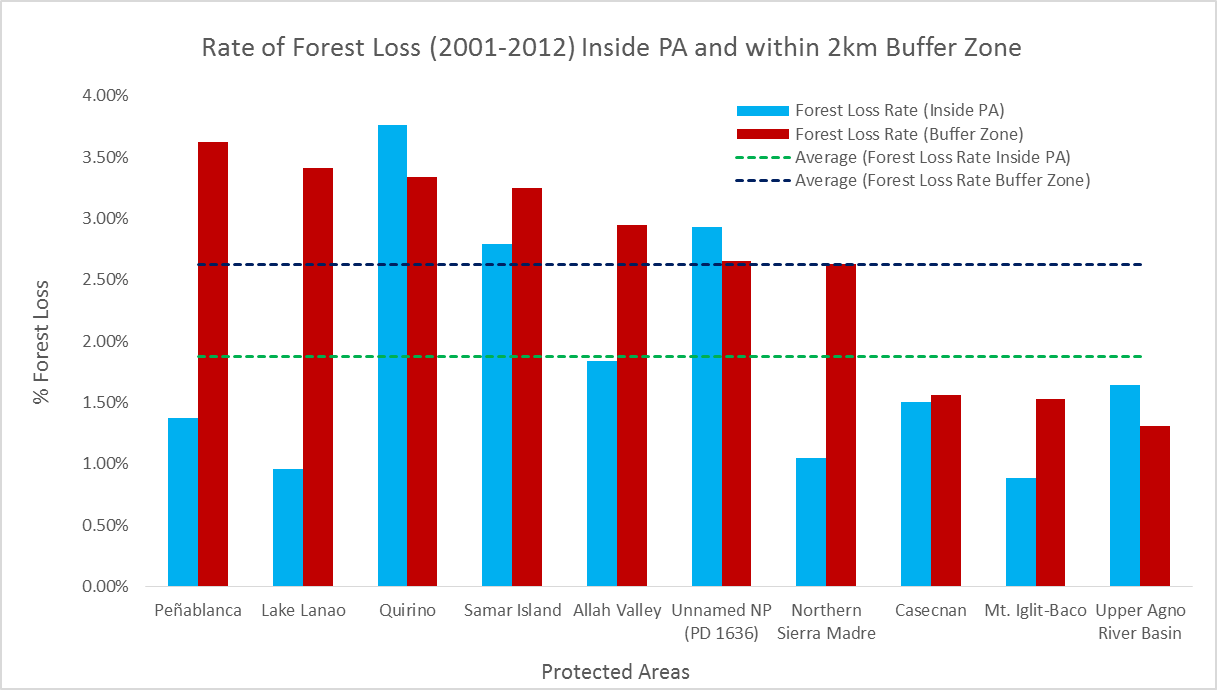 Rate of Forest Loss (2001-2012) Inside PA and within 2km Buffer Zone
4.00%
3.50%
3.00%
2.50%
2.00%
1.50%
1.00%
0.50%
0.00%
% Forest Loss
Forest Loss Rate (Inside PA)
Forest Loss Rate (Buffer Zone)
Average (Forest Loss Rate Inside PA)
Average (Forest Loss Rate Buffer Zone)
Peñablanca
Lake Lanao
Quirino
Samar Island
Allah Valley
Unnamed NP
(PD 1636)
Northern
Sierra Madre
Casecnan
Mt. Iglit-Baco
Upper Agno
River Basin
Protected Areas